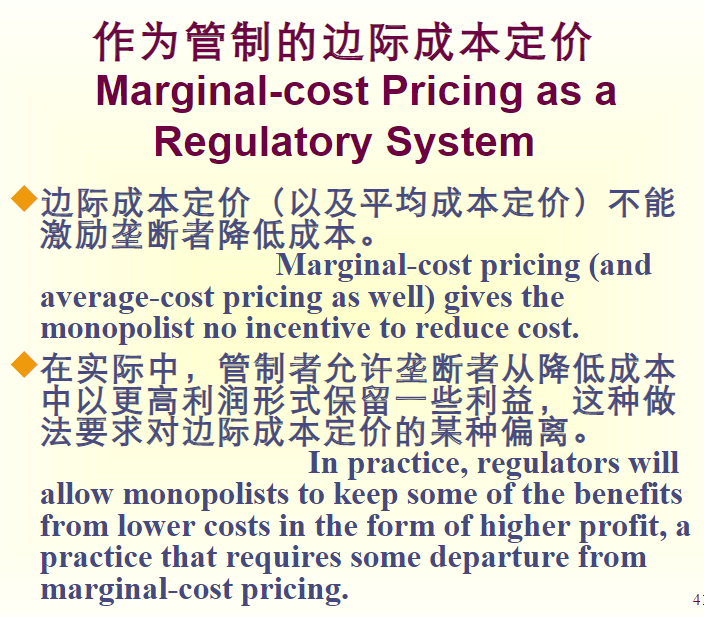 作为管制的边际成本定价
Marginal-cost Pricing as a
Regulatory System
边际成本定价（以及平均成本定价）不能
激励垄断者降低成本。
Marginal-cost pricing (and
average-cost pricing as well) gives the
monopolist no incentive to reduce cost.
在实际中，管制者允许垄断者从降低成本
中以更高利润形式保留一些利益，这种做
法要求对边际成本定价的某种偏离。
In practice, regulators will
allow monopolists to keep some of the benefits
from lower costs in the form of higher profit, a
practice that requires some departure from
marginal-cost pricing.